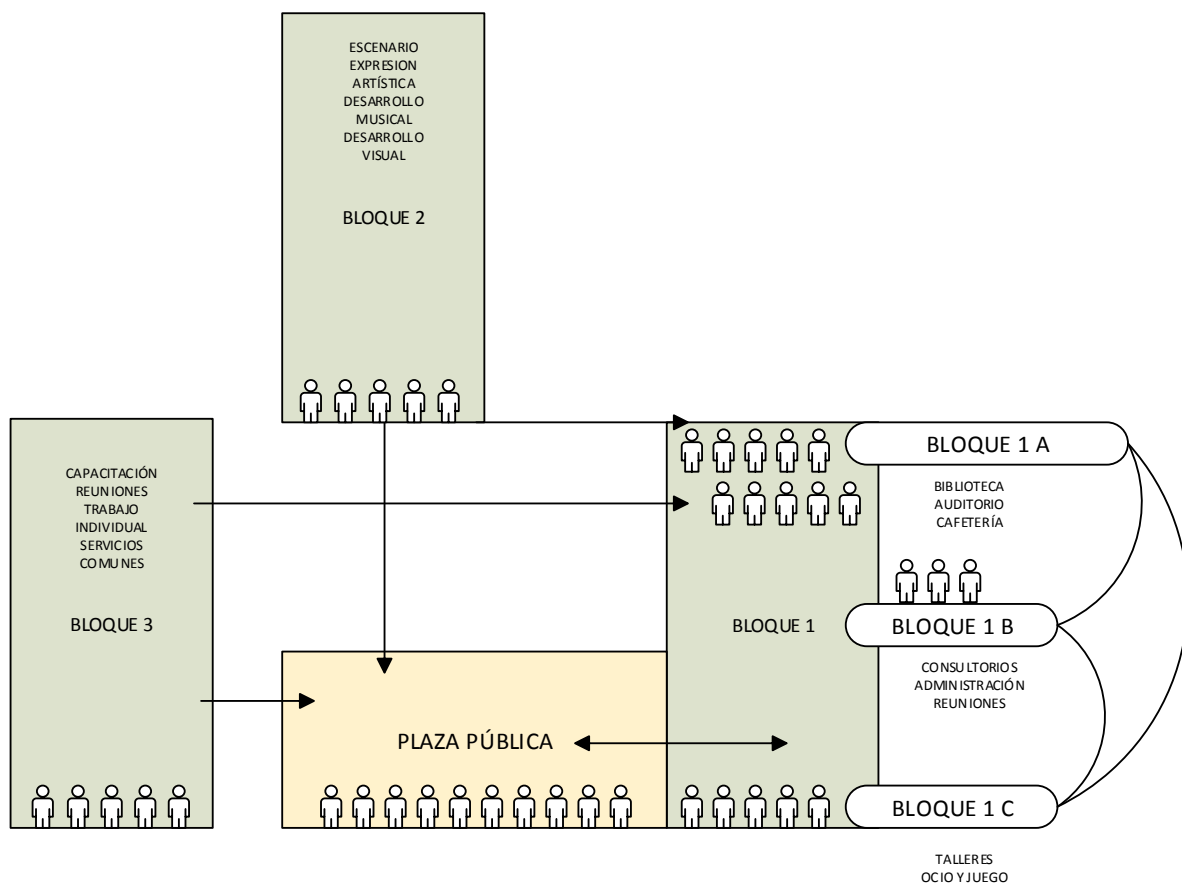 ESCENARIO
EXPRESION
ARTÍSTICA
DESARROLLO
MUSICAL
DESARROLLO
VISUAL
BLOQUE 2
CAPACITACIÓN
REUNIONES
TRABAJO
INDIVIDUAL
SERVICIOS
COMUNES
BLOQUE 3
PLAZA PÚBLICA
BLOQUE 1
BLOQUE 1 A
BIBLIOTECA
AUDITORIO
CAFETERÍA
BLOQUE 1 B
CONSULTORIOS
ADMINISTRACIÓN
REUNIONES
BLOQUE 1 C
TALLERES
OCIO Y JUEGO